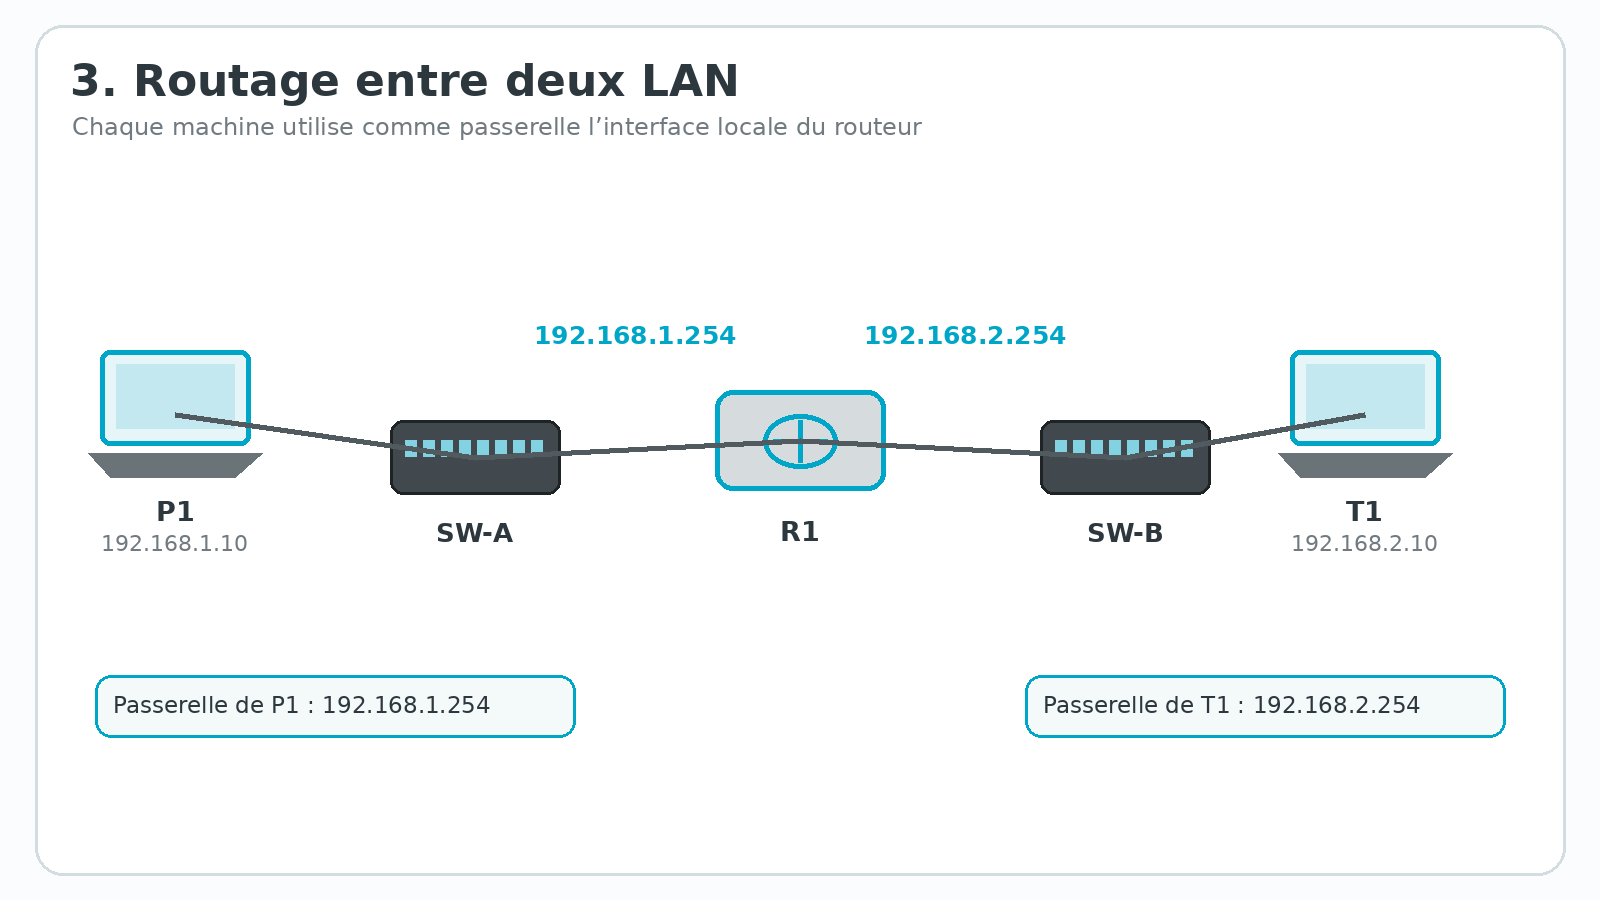 3. Routage entre deux LAN
Chaque machine utilise comme passerelle l’interface locale du routeur
192.168.1.254
192.168.2.254
P1
192.168.1.10
SW-A
R1
SW-B
T1
192.168.2.10
Passerelle de P1 : 192.168.1.254
Passerelle de T1 : 192.168.2.254